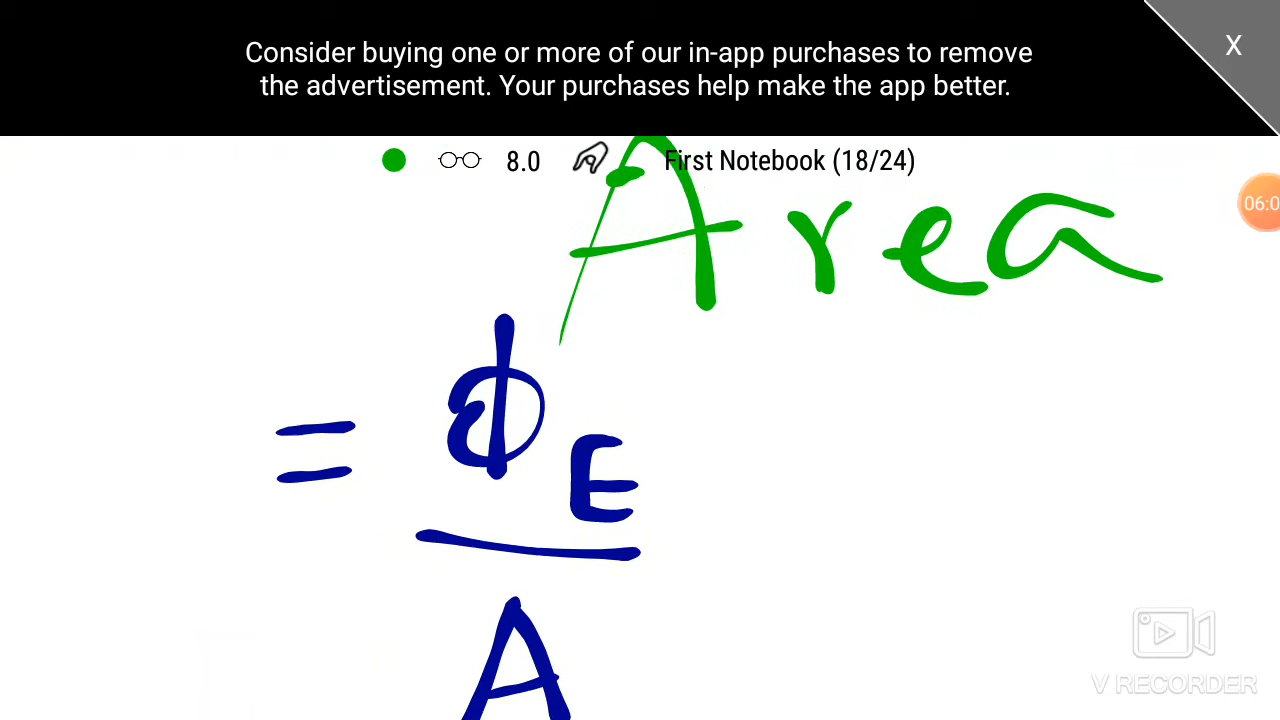 Consider buying one or more of our in-app purchases to remove
the advertisement. Your purchases help make the app better.
X
8.0 First Notebook (18/24)
06:0
Area
= ΦE
A
V RECORDER